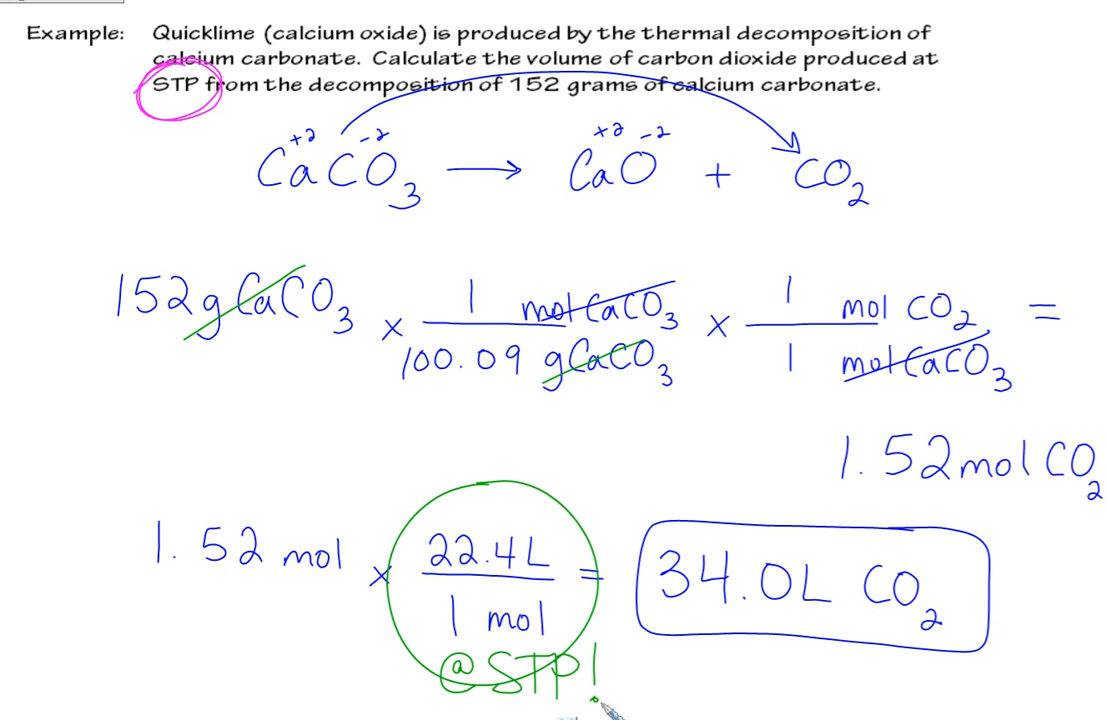 Example: Quicklime (calcium oxide) is produced by the thermal decomposition of
calcium carbonate. Calculate the volume of carbon dioxide produced at
STP from the decomposition of 152 grams of calcium carbonate.
+2 -2 +2 -2
CaCO₃ → CaO + CO₂
152 g CaCO₃ × 1 mol CaCO₃ / 100.09 g CaCO₃ × 1 mol CO₂ / 1 mol CaCO₃ =
1.52 mol CO₂
1.52 mol × 22.4 L / 1 mol = 34.0L CO₂
@STP!